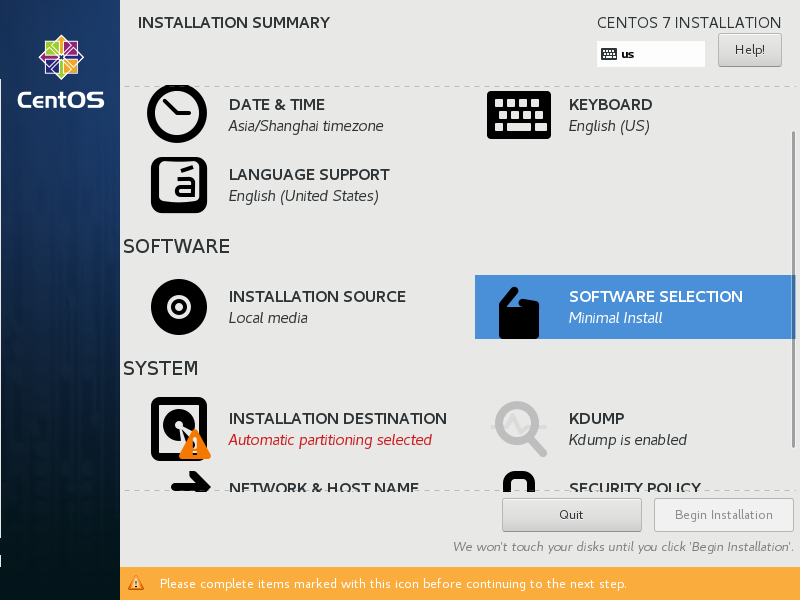 INSTALLATION SUMMARY
CENTOS 7 INSTALLATION
us
Help!
CentOS
DATE & TIME
Asia/Shanghai timezone
KEYBOARD
English (US)
á
LANGUAGE SUPPORT
English (United States)
SOFTWARE
INSTALLATION SOURCE
Local media
SOFTWARE SELECTION
Minimal Install
SYSTEM
INSTALLATION DESTINATION
Automatic partitioning selected
KDUMP
Kdump is enabled
NETWORK & HOST NAME
SECURITY POLICY
Quit
Begin Installation
We won't touch your disks until you click 'Begin Installation'.
Please complete items marked with this icon before continuing to the next step.